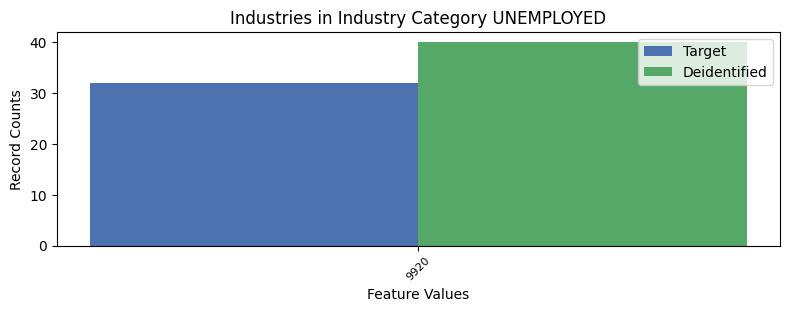 Industries in Industry Category UNEMPLOYED
Target
Deidentified
Record Counts
40
30
20
10
0
9920
Feature Values